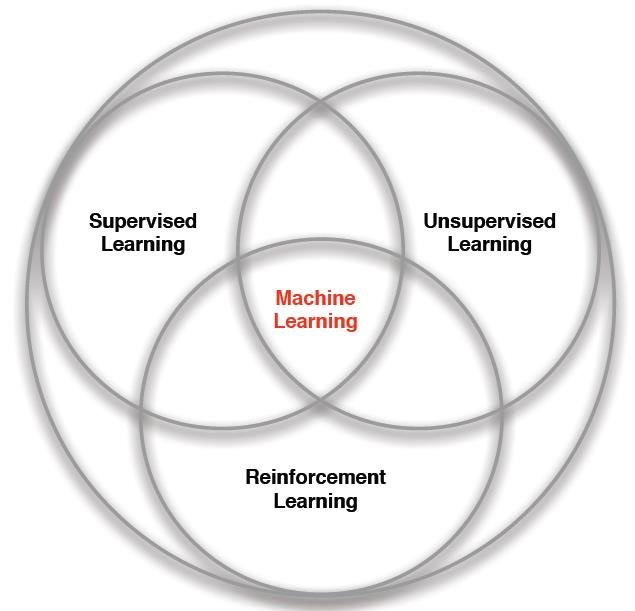 Supervised
Learning
Unsupervised
Learning
Machine
Learning
Reinforcement
Learning